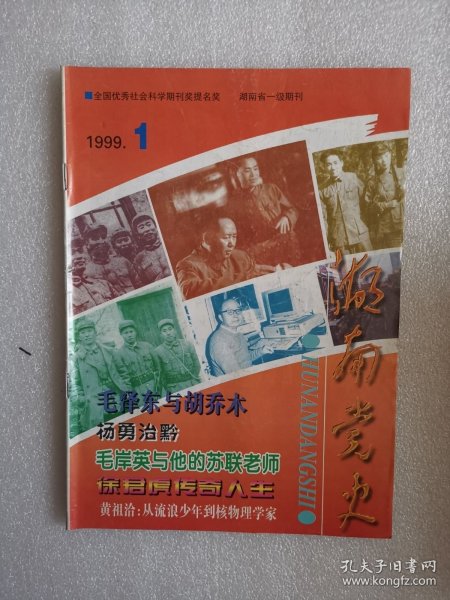 ■全国优秀社会科学期刊奖提名奖 湖南省一级期刊
1999. 1
湖南党史
●HUNANDANGSHI●
毛泽东与胡乔木
杨勇治黔
毛岸英与他的苏联老师
徐君虎传奇人生
黄祖洽：从流浪少年到核物理学家
孔夫子旧书网
www.kongfz.com